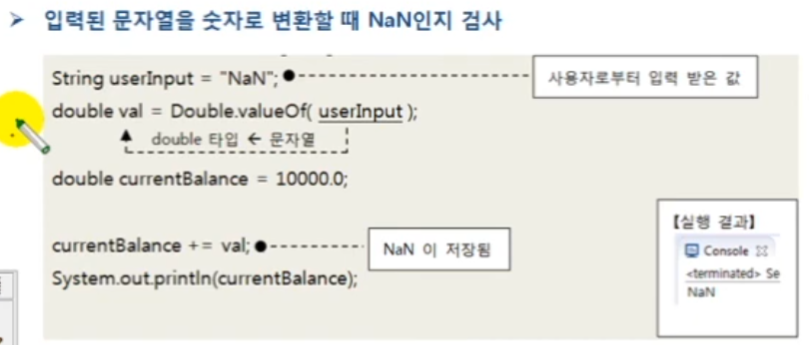 ➤ 입력된 문자열을 숫자로 변환할 때 NaN인지 검사
String userInput = "NaN";
사용자로부터 입력 받은 값
double val = Double.valueOf( userInput );
double 타입 ← 문자열
double currentBalance = 10000.0;
currentBalance += val;
NaN 이 저장됨
System.out.println(currentBalance);
【실행 결과】
Console
<terminated> Se
NaN